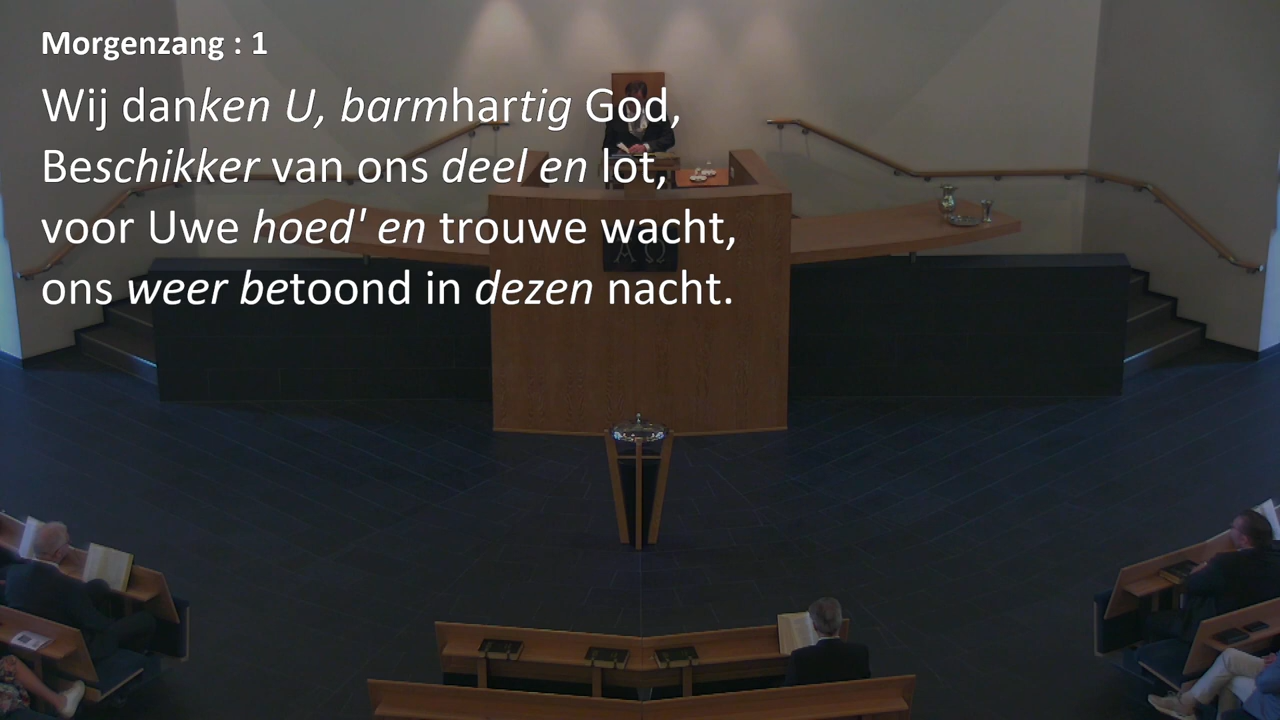 Morgenzang : 1
Wij danken U, barmhartig God,
Beschikker van ons deel en lot,
voor Uwe hoed' en trouwe wacht,
ons weer betoond in dezen nacht.
ΑΩ